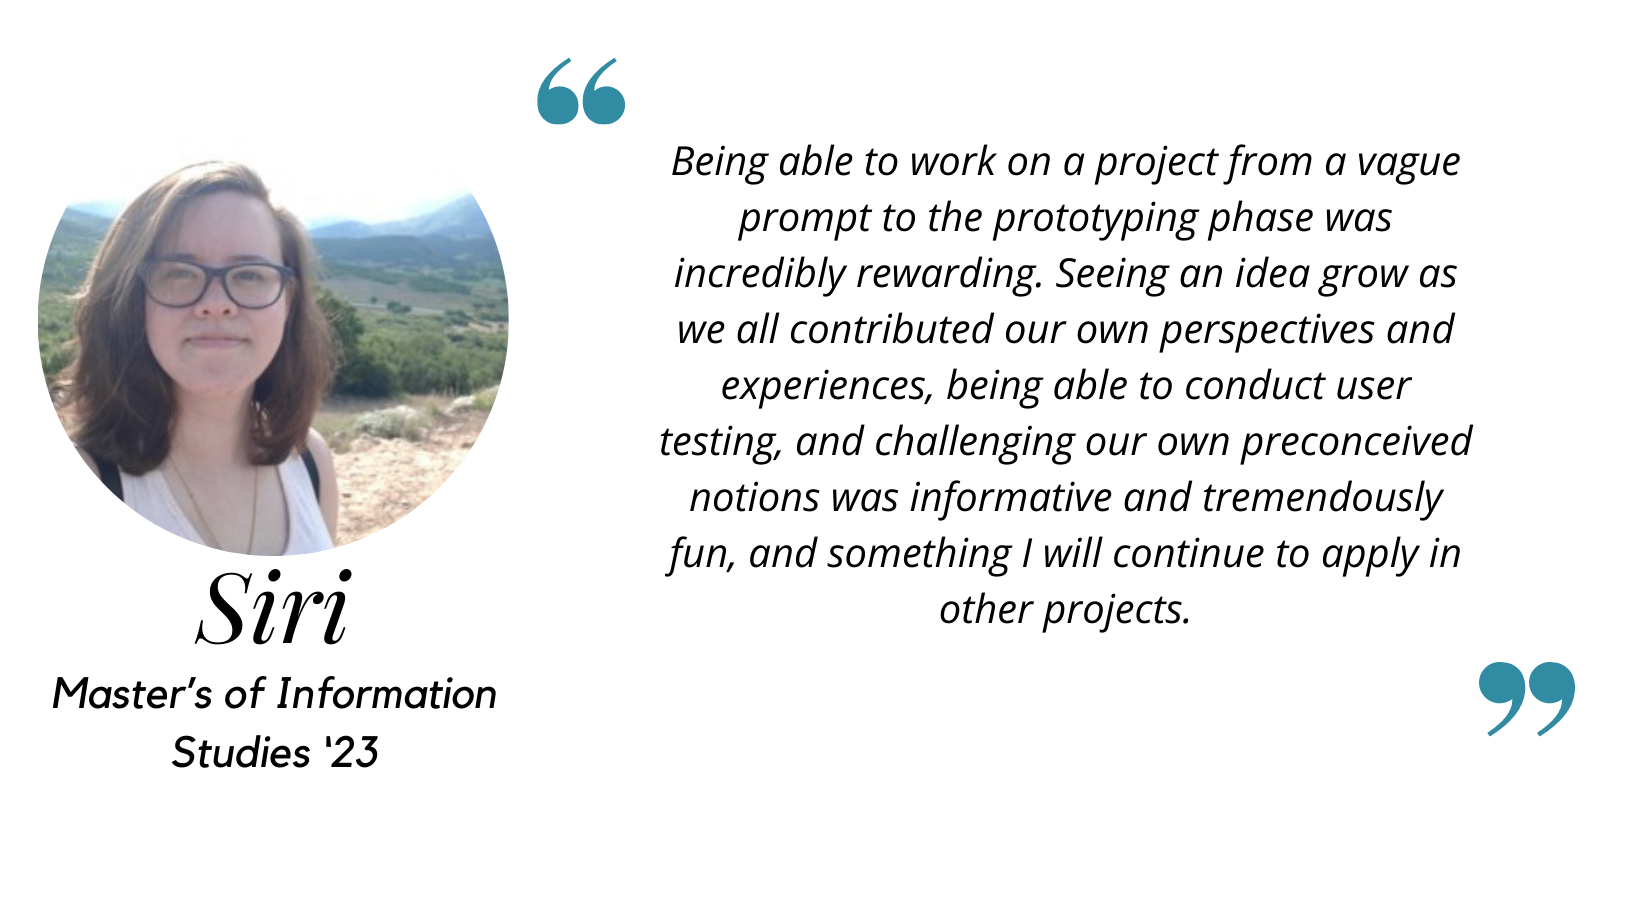 “
Being able to work on a project from a vague
prompt to the prototyping phase was
incredibly rewarding. Seeing an idea grow as
we all contributed our own perspectives and
experiences, being able to conduct user
testing, and challenging our own preconceived
notions was informative and tremendously
fun, and something I will continue to apply in
other projects.
”
Siri
Master’s of Information
Studies '23